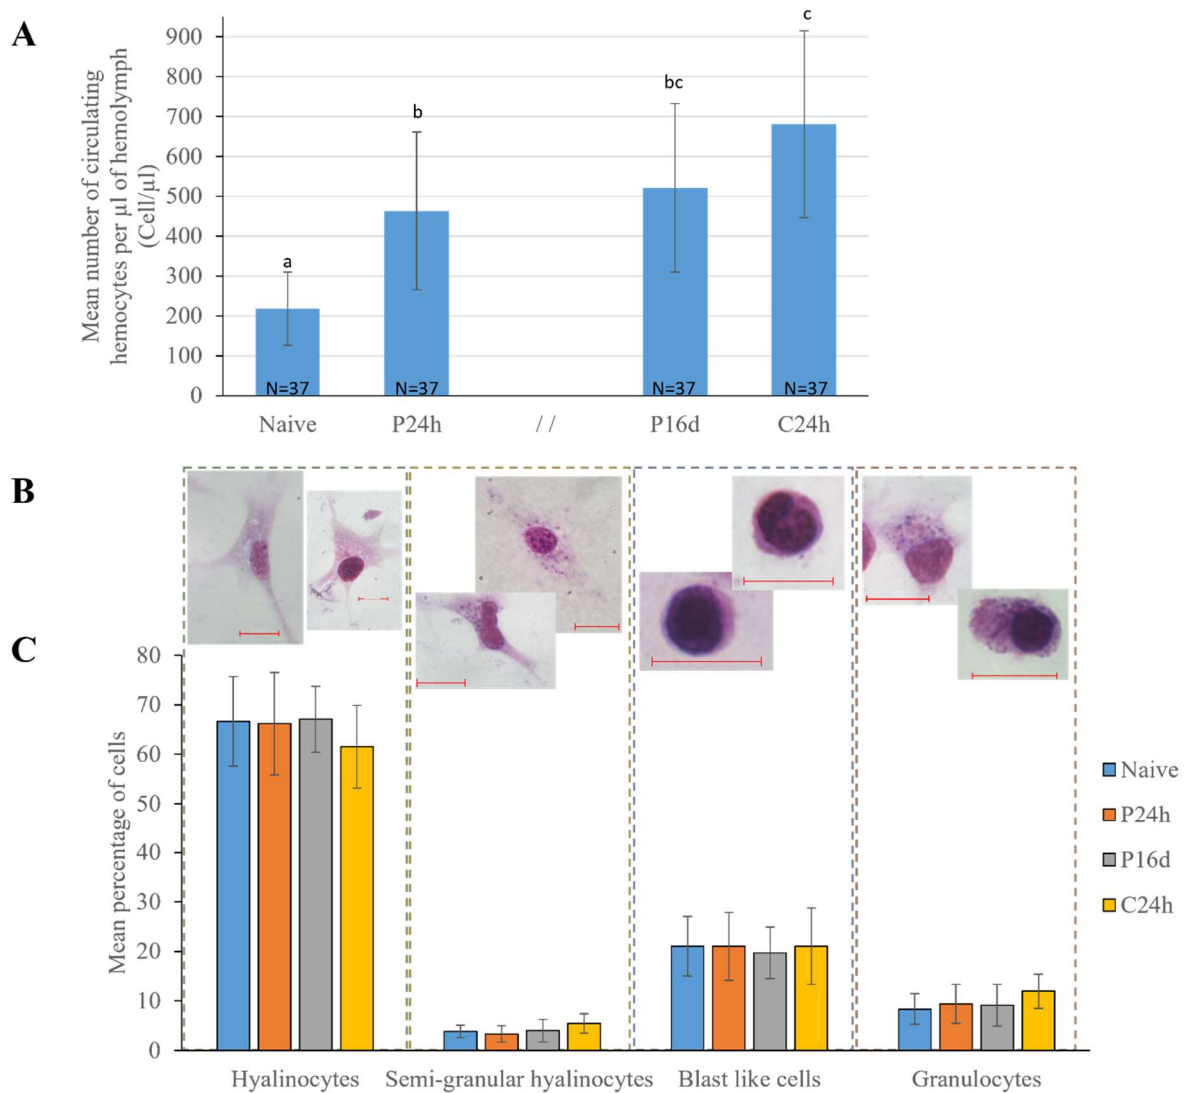 A
Mean number of circulating
hemocytes per µl of hemolymph
(Cell/µl)
900
800
700
600
500
400
300
200
100
0
a
b
bc
c
N=37
N=37
N=37
N=37
Naive
P24h
//
P16d
C24h
B
C
Mean percentage of cells
80
70
60
50
40
30
20
10
0
Hyalinocytes
Semi-granular hyalinocytes
Blast like cells
Granulocytes
Naive
P24h
P16d
C24h